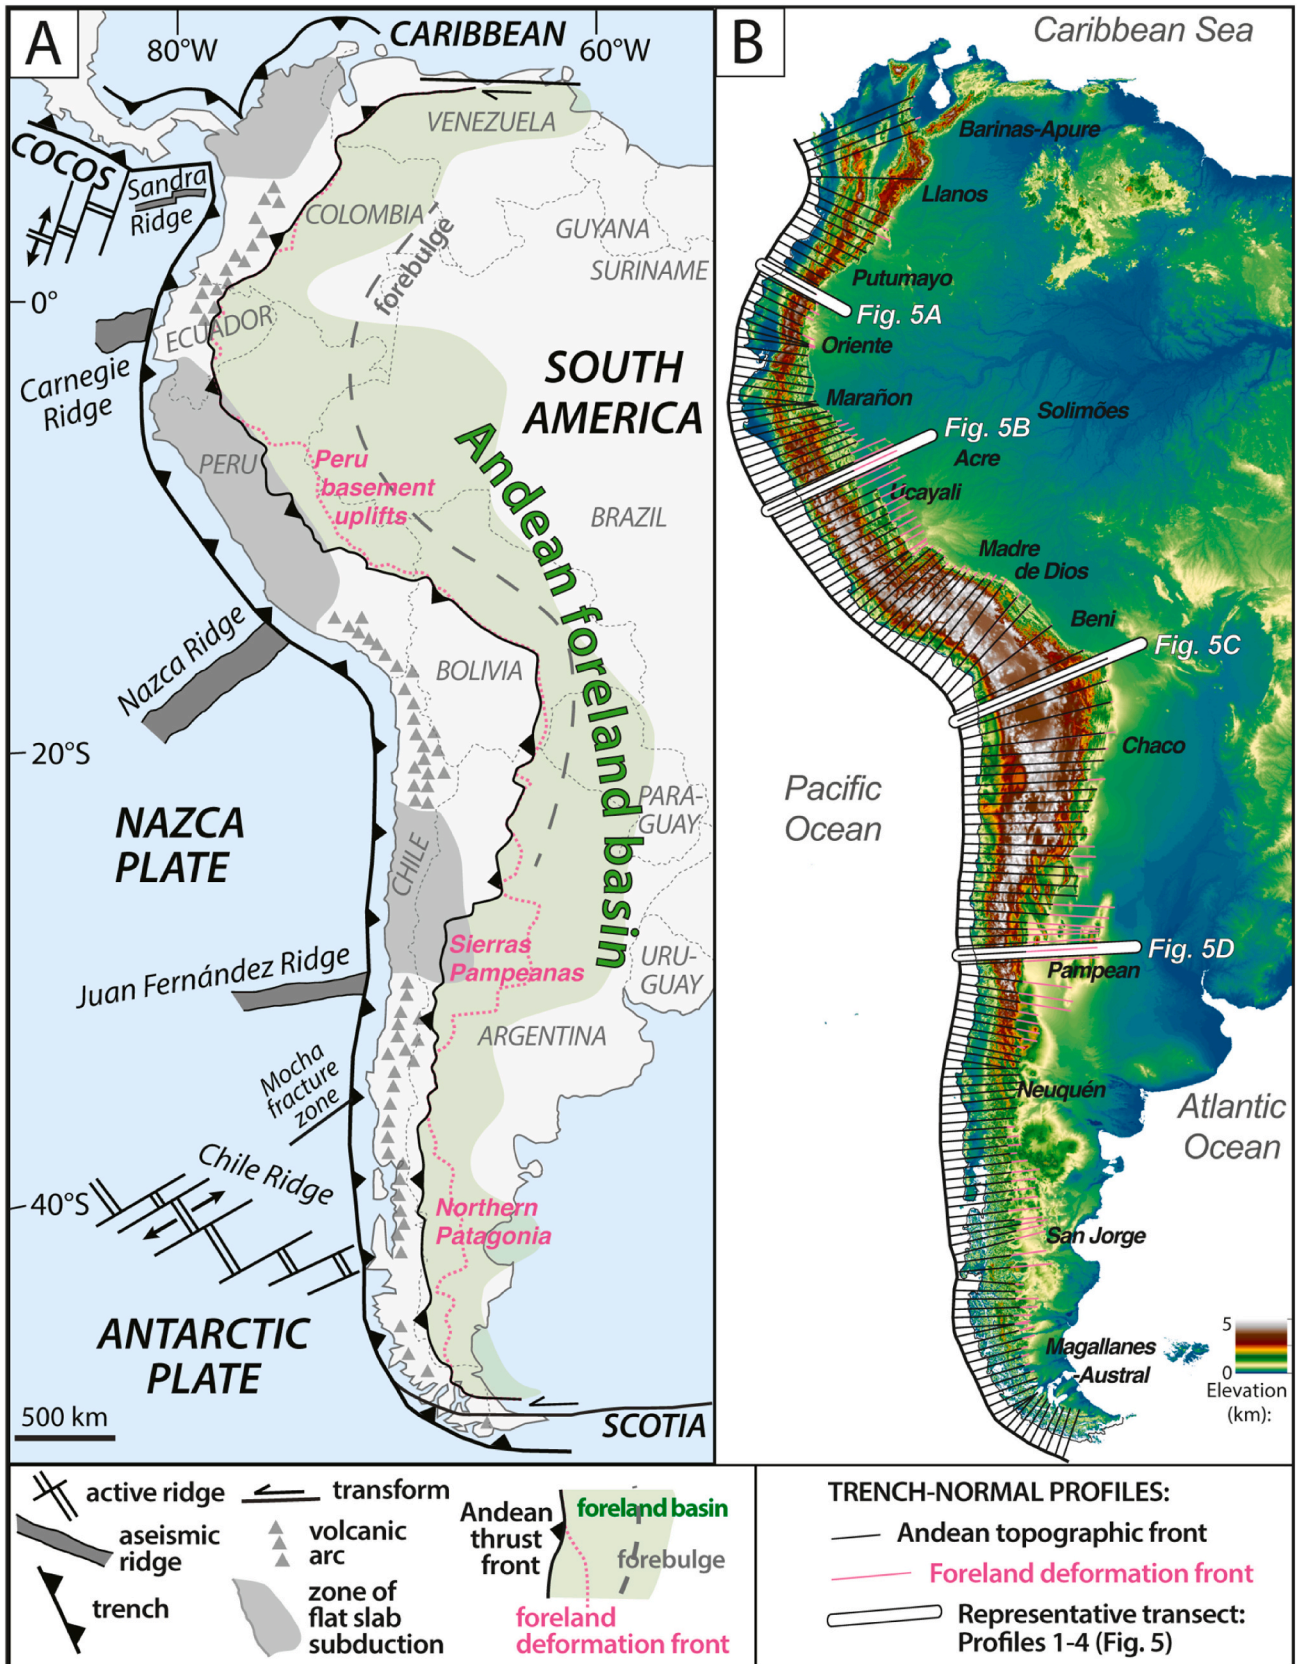 A
80°W
CARIBBEAN
60°W
VENEZUELA
COCOS
Sandra
Ridge
COLOMBIA
GUYANA
SURINAME
forebulge
0°
ECUADOR
Carnegie
Ridge
SOUTH
AMERICA
PERU
Peru
basement
uplifts
Andean foreland basin
BRAZIL
Nazca Ridge
BOLIVIA
20°S
PARA-
GUAY
NAZCA
PLATE
CHILE
Sierras
Pampeanas
URU-
GUAY
Juan Fernández Ridge
ARGENTINA
Mocha
fracture
zone
Chile Ridge
40°S
Northern
Patagonia
ANTARCTIC
PLATE
500 km
SCOTIA
B
Caribbean Sea
Barinas-Apure
Llanos
Putumayo
Fig. 5A
Oriente
Marañon
Solimões
Fig. 5B
Acre
Ucayali
Madre
de Dios
Beni
Fig. 5C
Chaco
Pacific
Ocean
Fig. 5D
Pampean
Neuquén
Atlantic
Ocean
San Jorge
Magallanes
-Austral
5
0
Elevation
(km):
active ridge
aseismic
ridge
trench
transform
volcanic
arc
zone of
flat slab
subduction
Andean
thrust
front
foreland basin
forebulge
foreland
deformation front
TRENCH-NORMAL PROFILES:
Andean topographic front
Foreland deformation front
Representative transect:
Profiles 1-4 (Fig. 5)